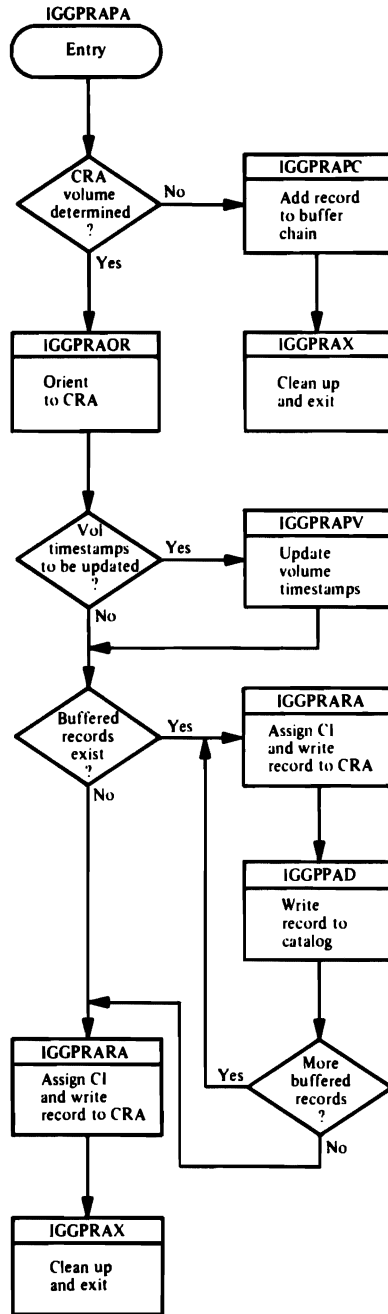 IGGPRAPA
Entry
CRA
volume
determined
?
No
Yes
IGGPRAPC
Add record
to buffer
chain
IGGPRAX
Clean up
and exit
IGGPRAOR
Orient
to CRA
Vol
timestamps
to be updated
?
Yes
No
IGGPRAPV
Update
volume
timestamps
Buffered
records
exist
?
Yes
No
IGGPRARA
Assign CI
and write
record to CRA
IGGPPAD
Write
record to
catalog
More
buffered
records
?
Yes
No
IGGPRARA
Assign CI
and write
record to CRA
IGGPRAX
Clean up
and exit